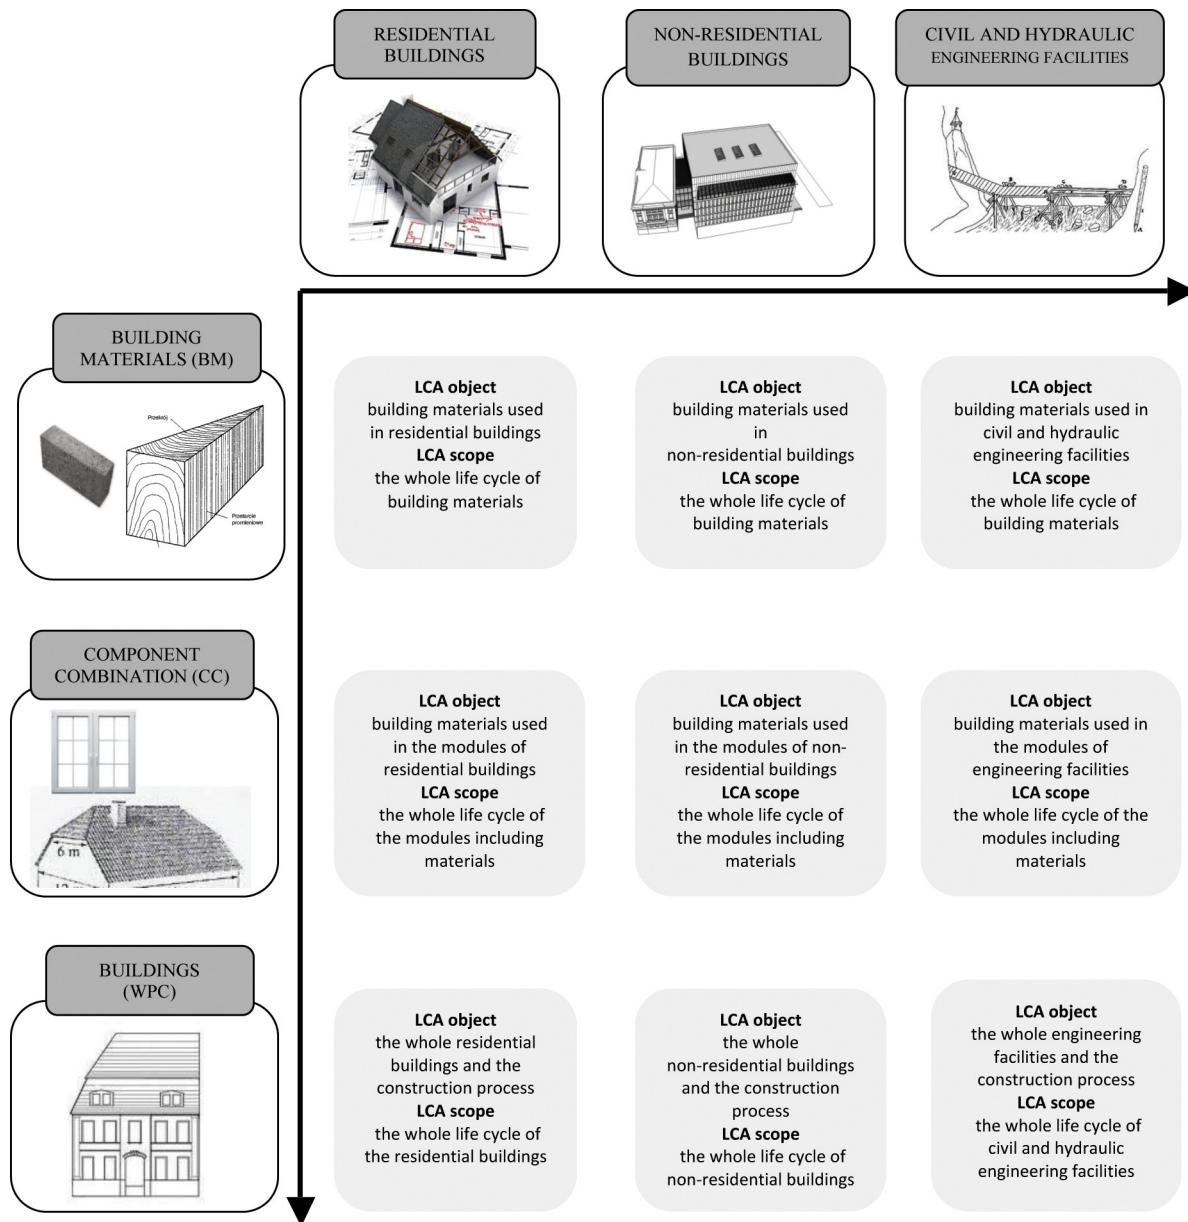 RESIDENTIAL
BUILDINGS
NON-RESIDENTIAL
BUILDINGS
CIVIL AND HYDRAULIC
ENGINEERING FACILITIES
BUILDING
MATERIALS (BM)
Przekrój
Przetarcie
promieniowe
LCA object
building materials used
in residential buildings
LCA scope
the whole life cycle of
building materials
LCA object
building materials used
in
non-residential buildings
LCA scope
the whole life cycle of
building materials
LCA object
building materials used in
civil and hydraulic
engineering facilities
LCA scope
the whole life cycle of
building materials
COMPONENT
COMBINATION (CC)
6 m
LCA object
building materials used
in the modules of
residential buildings
LCA scope
the whole life cycle of
the modules including
materials
LCA object
building materials used
in the modules of non-
residential buildings
LCA scope
the whole life cycle of
the modules including
materials
LCA object
building materials used in
the modules of
engineering facilities
LCA scope
the whole life cycle of the
modules including
materials
BUILDINGS
(WPC)
LCA object
the whole residential
buildings and the
construction process
LCA scope
the whole life cycle of
the residential buildings
LCA object
the whole
non-residential buildings
and the construction
process
LCA scope
the whole life cycle of
non-residential buildings
LCA object
the whole engineering
facilities and the
construction process
LCA scope
the whole life cycle of
civil and hydraulic
engineering facilities